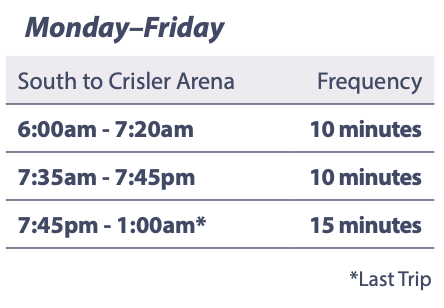 Monday–Friday
South to Crisler Arena Frequency
6:00am - 7:20am 10 minutes
7:35am - 7:45pm 10 minutes
7:45pm - 1:00am* 15 minutes
*Last Trip